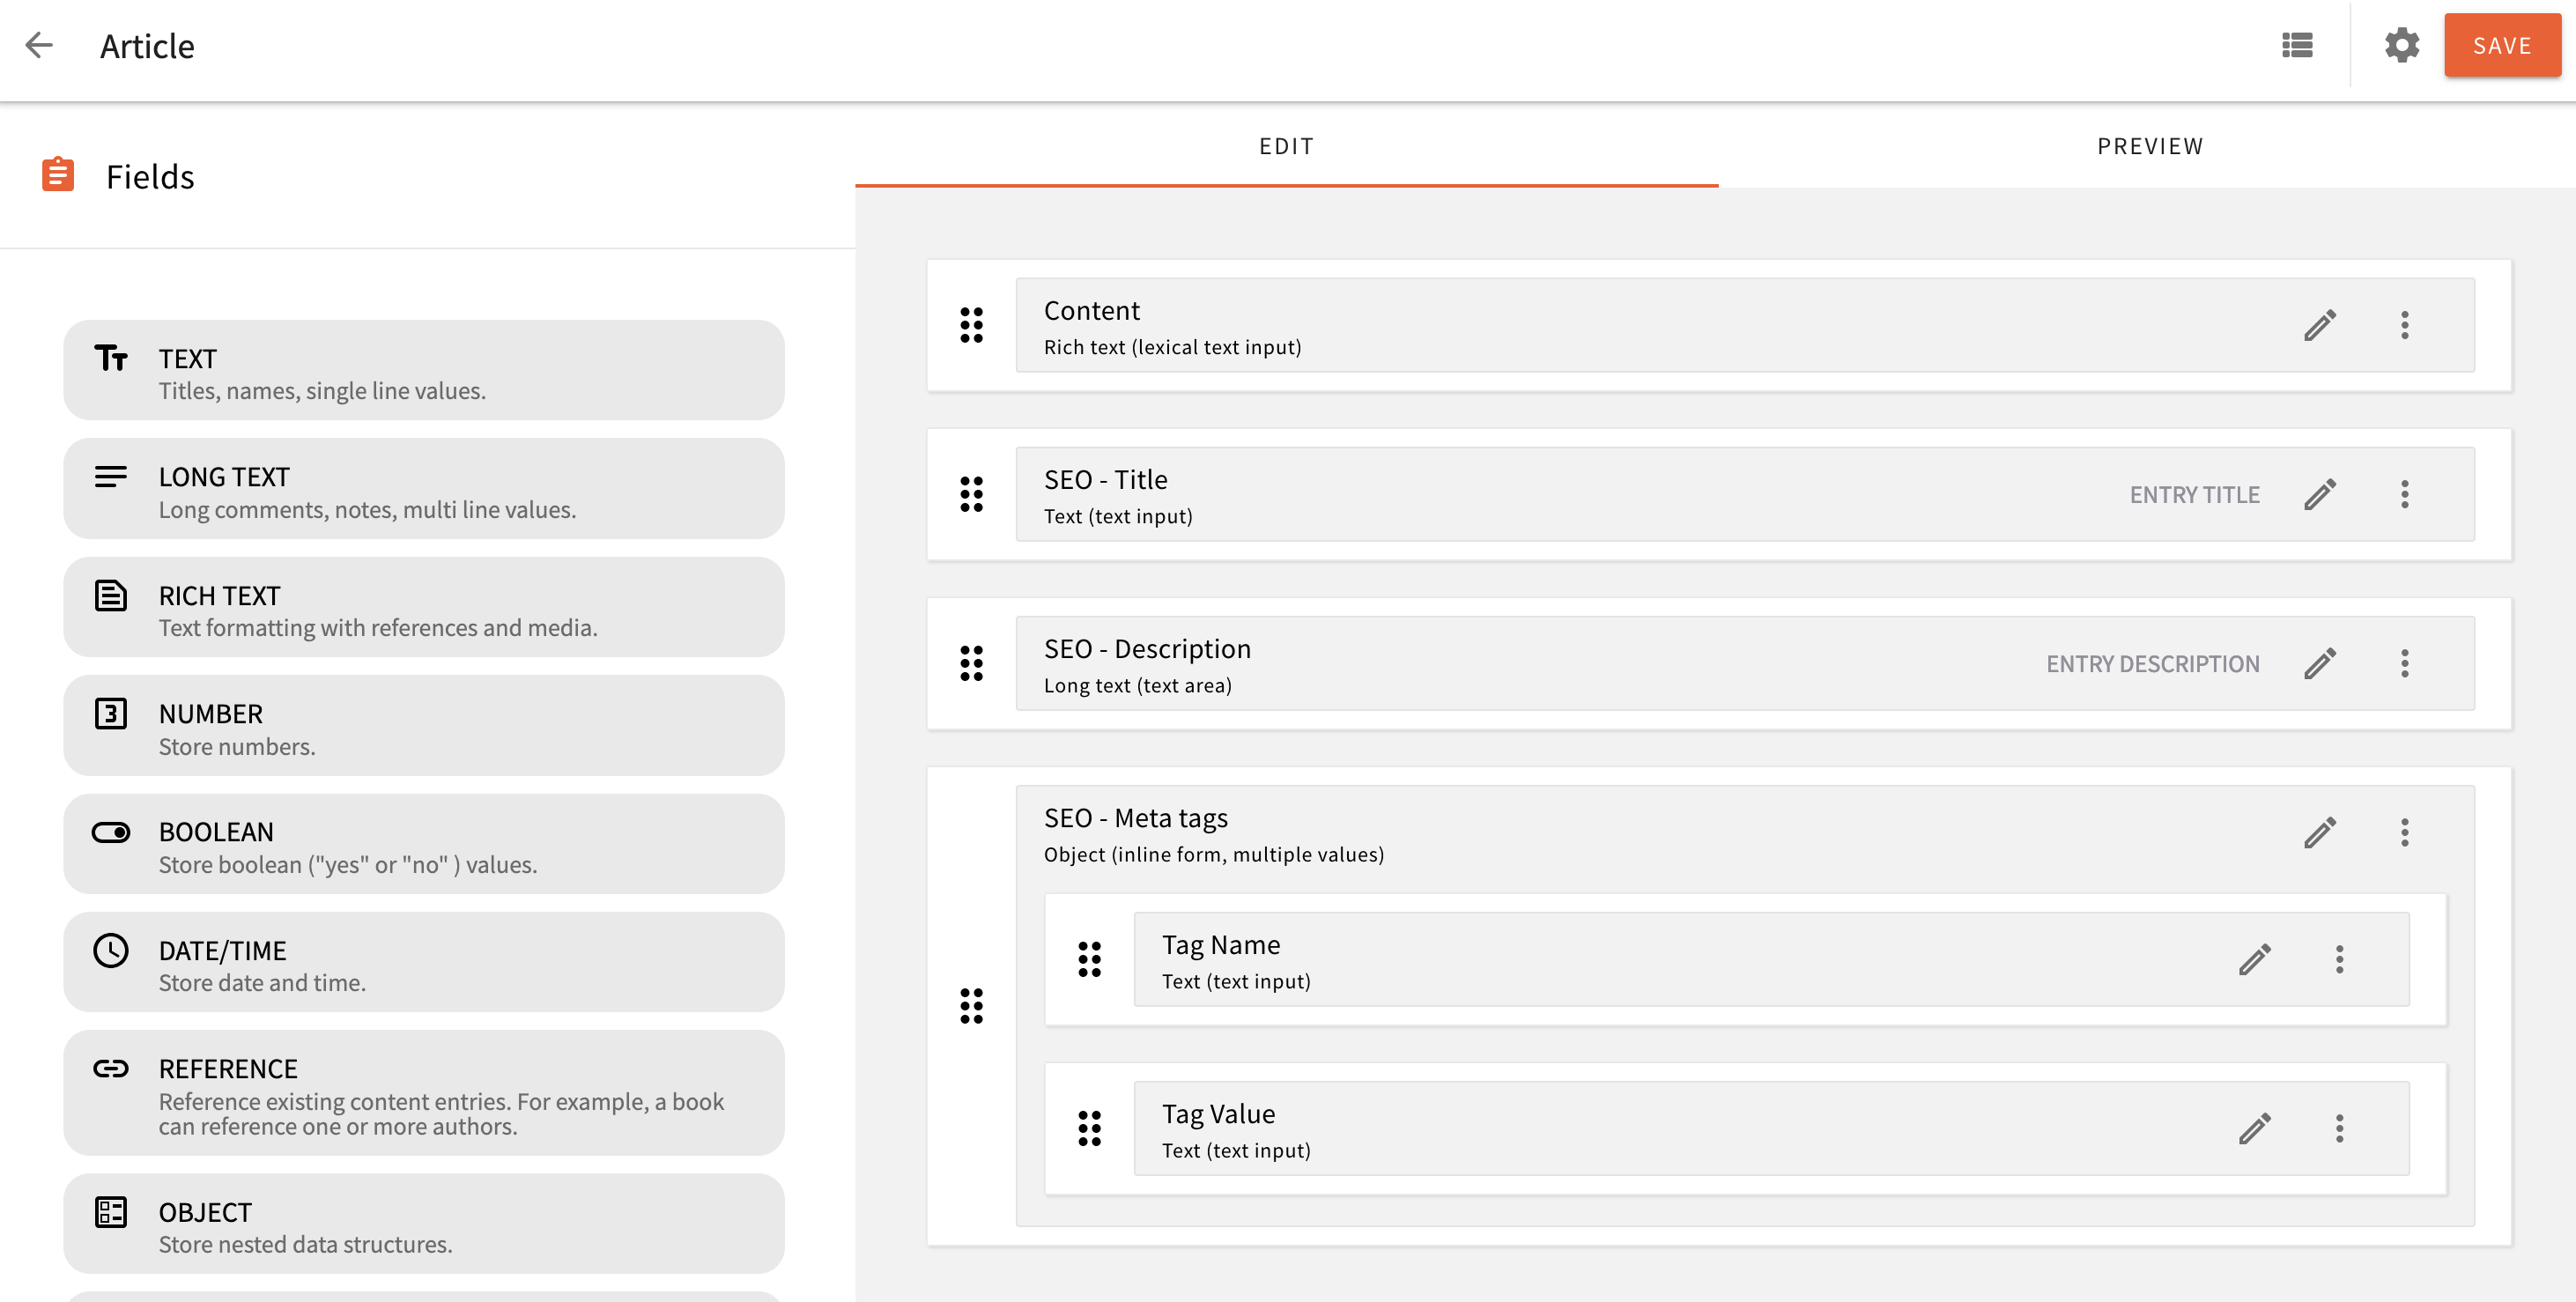 Article
SAVE
Fields
TEXT
Titles, names, single line values.
LONG TEXT
Long comments, notes, multi line values.
RICH TEXT
Text formatting with references and media.
NUMBER
Store numbers.
BOOLEAN
Store boolean ("yes" or "no" ) values.
DATE/TIME
Store date and time.
REFERENCE
Reference existing content entries. For example, a book
can reference one or more authors.
OBJECT
Store nested data structures.
EDIT
PREVIEW
Content
Rich text (lexical text input)
SEO - Title
Text (text input)
ENTRY TITLE
SEO - Description
Long text (text area)
ENTRY DESCRIPTION
SEO - Meta tags
Object (inline form, multiple values)
Tag Name
Text (text input)
Tag Value
Text (text input)